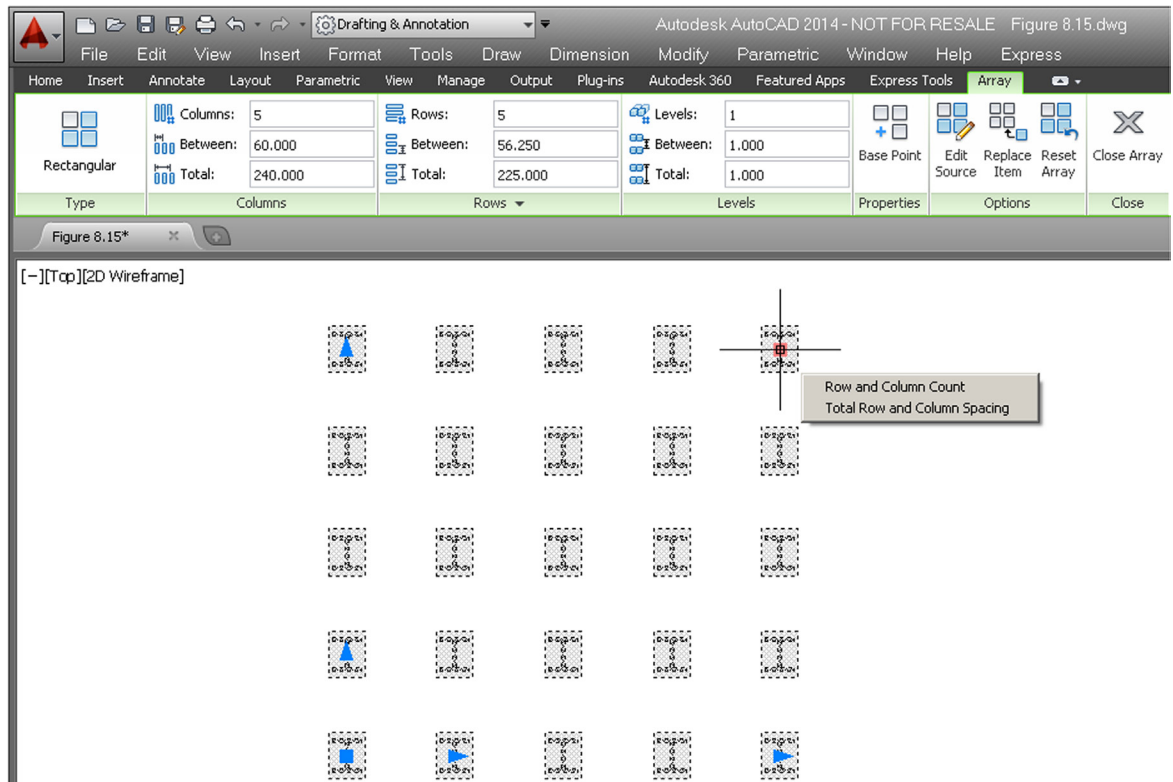 Drafting & Annotation
Autodesk AutoCAD 2014 - NOT FOR RESALE Figure 8.15.dwg
File Edit View Insert Format Tools Draw Dimension Modify Parametric Window Help Express
Home Insert Annotate Layout Parametric View Manage Output Plug-ins Autodesk 360 Featured Apps Express Tools Array
Rectangular
Type
Columns: 5
Between: 60.000
Total: 240.000
Columns
Rows: 5
Between: 56.250
Total: 225.000
Rows
Levels: 1
Between: 1.000
Total: 1.000
Levels
Base Point
Properties
Edit Source
Replace Item
Reset Array
Options
Close Array
Close
Figure 8.15*
[-][Top][2D Wireframe]
Row and Column Count
Total Row and Column Spacing